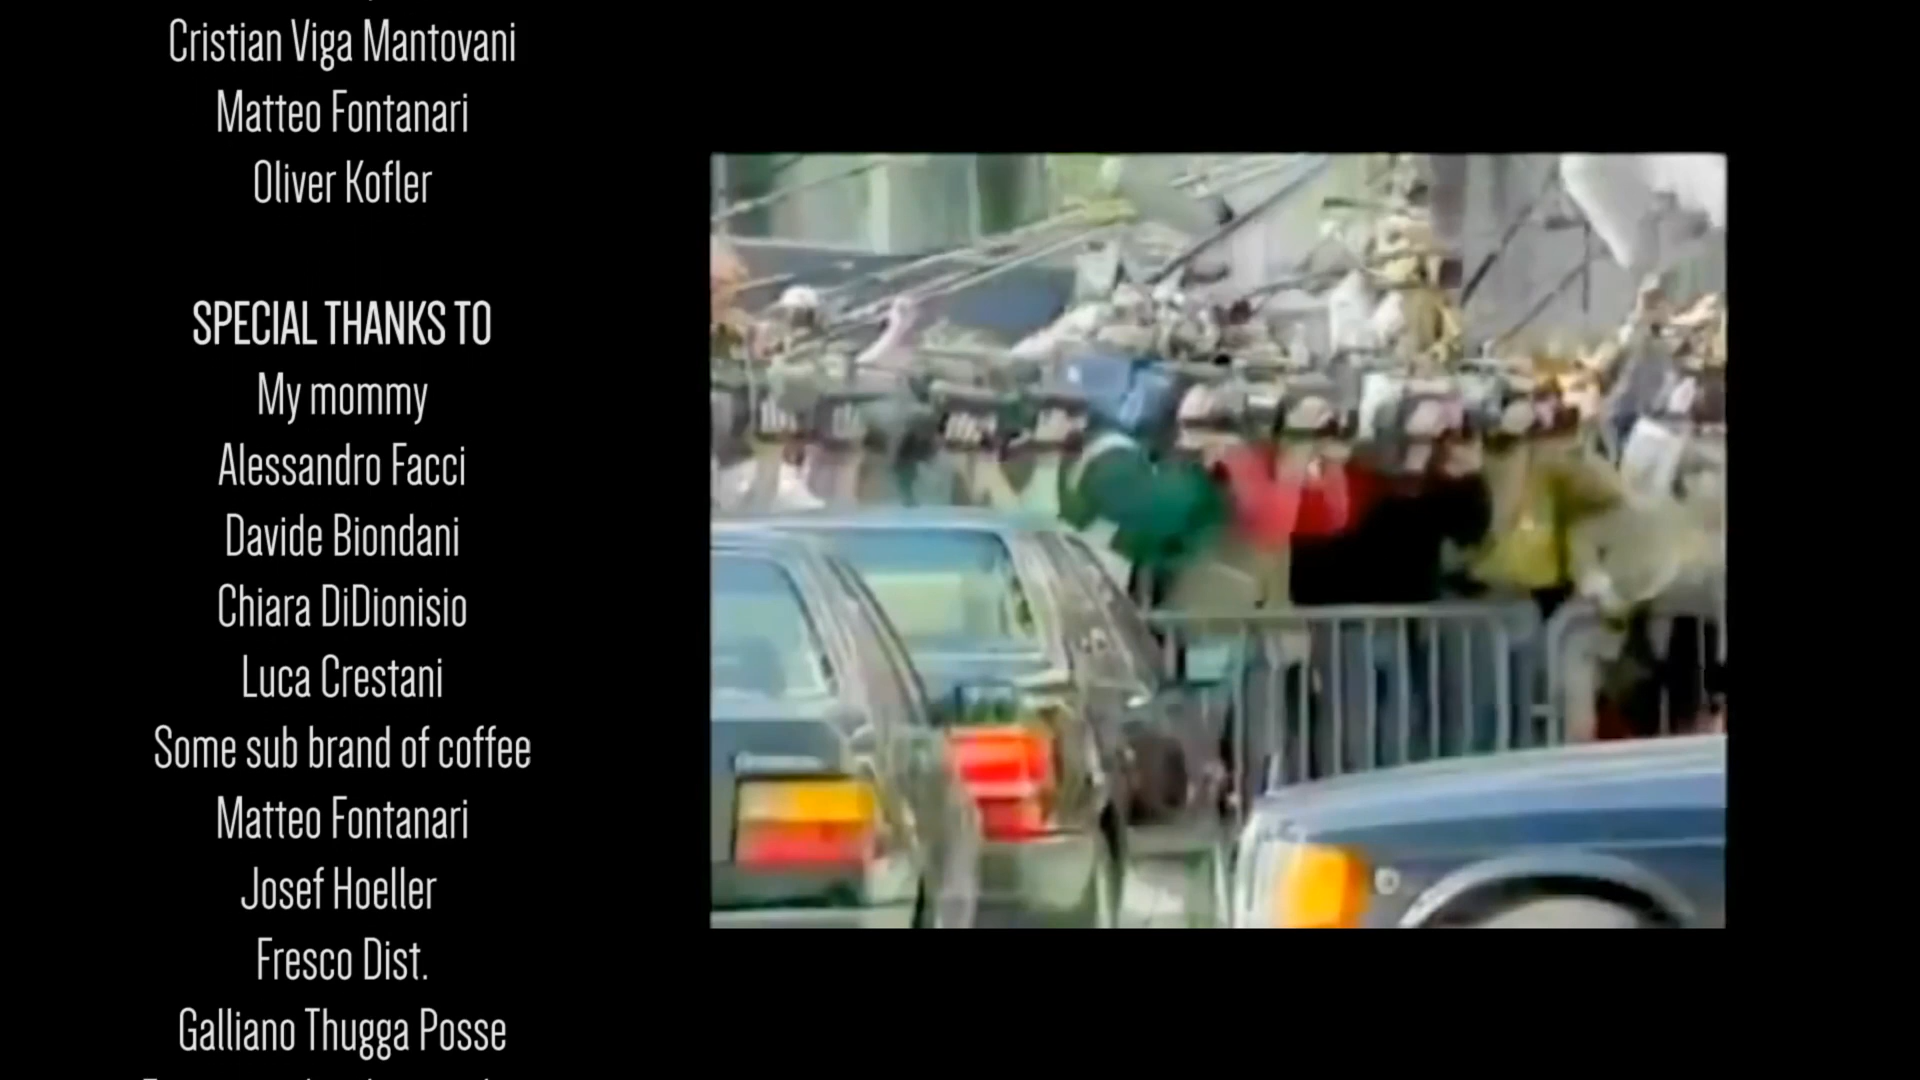 Cristian Viga Mantovani
Matteo Fontanari
Oliver Kofler
SPECIAL THANKS TO
My mommy
Alessandro Facci
Davide Biondani
Chiara DiDionisio
Luca Crestani
Some sub brand of coffee
Matteo Fontanari
Josef Hoeller
Fresco Dist.
Galliano Thugga Posse